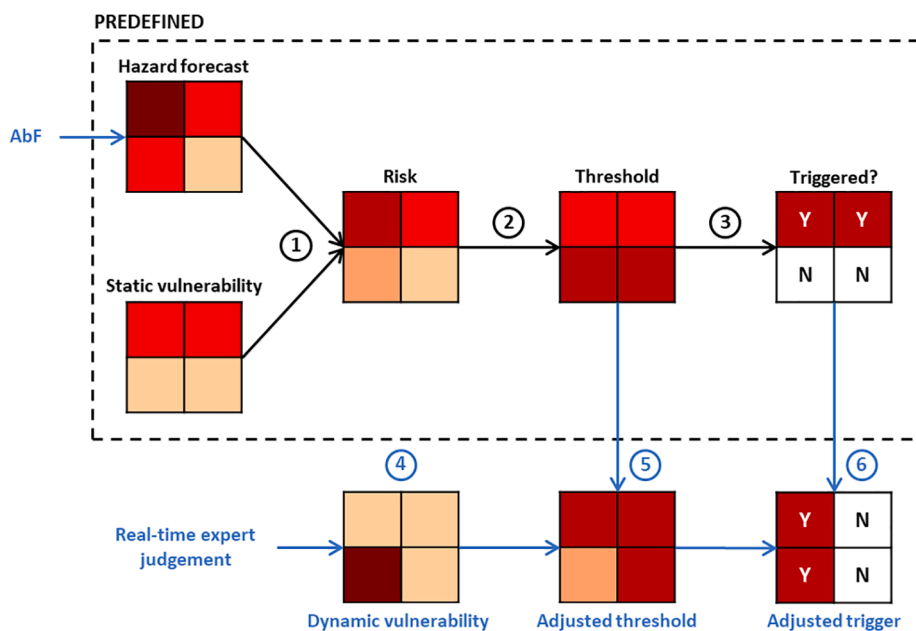 PREDEFINED
Hazard forecast
AbF
Risk
Threshold
Triggered?
1
2
3
Y Y
N N
Static vulnerability
4
5
6
Real-time expert
judgement
Y N
Y N
Dynamic vulnerability
Adjusted threshold
Adjusted trigger